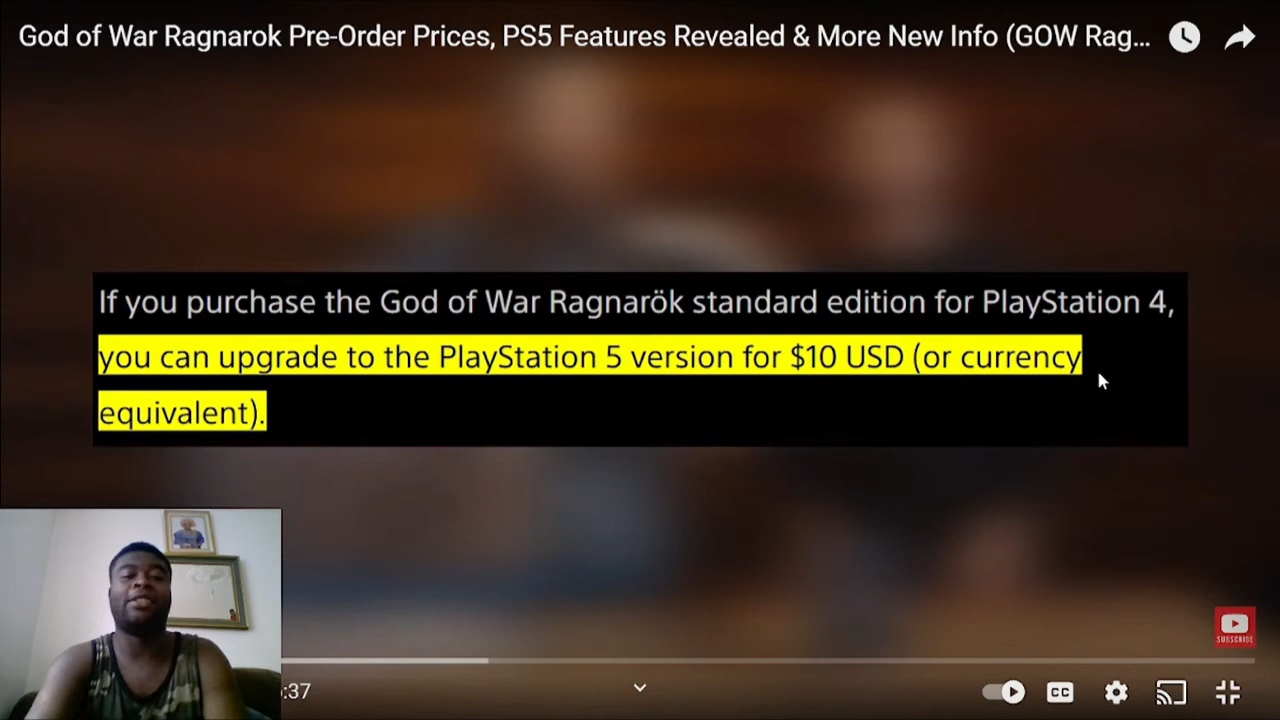 God of War Ragnarok Pre-Order Prices, PS5 Features Revealed & More New Info (GOW Rag...
If you purchase the God of War Ragnarök standard edition for PlayStation 4,
you can upgrade to the PlayStation 5 version for $10 USD (or currency
equivalent).
SUBSCRIBE
:37
CC